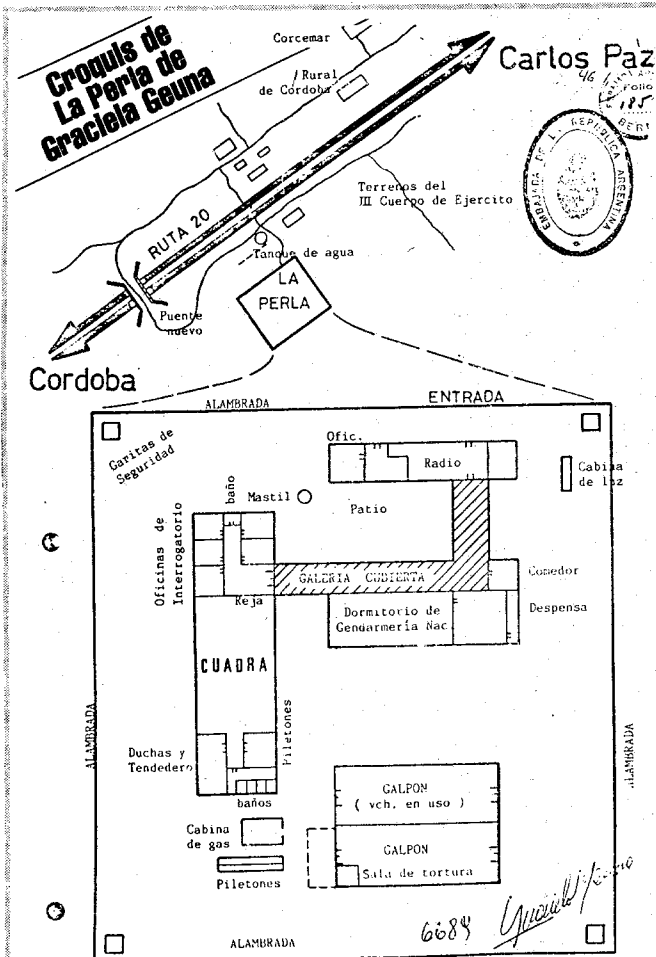 Croquis de
La Perla de
Graciela Geuna
Corcemar
Rural
de Cordoba
Carlos Paz
46
Folio
185
EMBAJADA DE LA REPUBLICA ARGENTINA
Terrenos del
III Cuerpo de Ejercito
RUTA 20
Tanque de agua
LA
PERLA
Puente
nuevo
Cordoba
ALAMBRADA
ENTRADA
Garitas de
Seguridad
Ofic.
Radio
Cabina
de luz
baño
Mastil
Patio
Oficinas de
Interrogatorio
GALERIA CUBIERTA
Comedor
Reja
Dormitorio de
Gendarmería Nac.
Despensa
CUADRA
ALAMBRADA
Piletones
ALAMBRADA
Duchas y
Tendedero
baños
GALPON
( vch. en uso )
Cabina
de gas
GALPON
Sala de tortura
Piletones
6684
ALAMBRADA